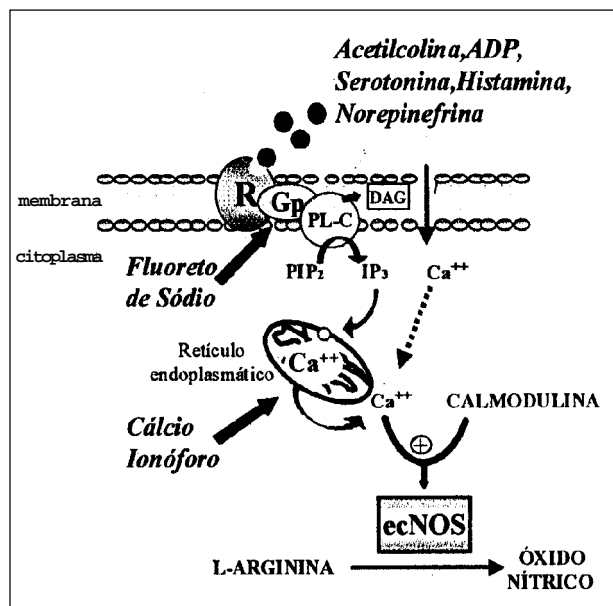 Acetilcolina,ADP,
Serotonina,Histamina,
Norepinefrina
R
Gp
PL-C
DAG
membrana
citoplasma
Fluoreto
de Sódio
PIP₂
IP₃
Ca⁺⁺
Retículo
endoplasmático
Ca⁺⁺
Ca⁺⁺
CALMODULINA
Cálcio
Ionóforo
+
ecNOS
L-ARGININA
ÓXIDO
NÍTRICO